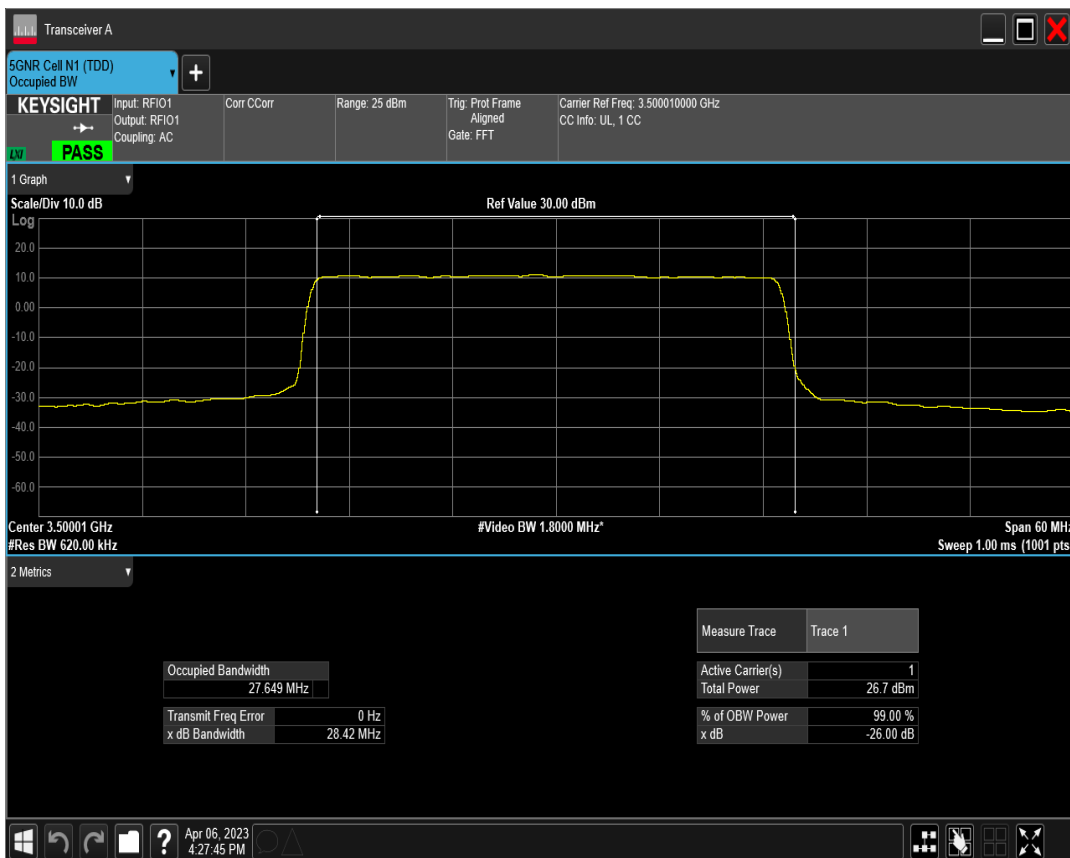 Transceiver A
5GNR Cell N1 (TDD)
Occupied BW
KEYSIGHT
LXI
PASS
Input: RFIO1
Output: RFIO1
Coupling: AC
Corr CCorr
Range: 25 dBm
Trig: Prot Frame
Aligned
Gate: FFT
Carrier Ref Freq: 3.500010000 GHz
CC Info: UL, 1 CC
1 Graph
Scale/Div 10.0 dB
Ref Value 30.00 dBm
Log
20.0
10.0
0.00
-10.0
-20.0
-30.0
-40.0
-50.0
-60.0
Center 3.50001 GHz
#Video BW 1.8000 MHz*
Span 60 MHz
#Res BW 620.00 kHz
Sweep 1.00 ms (1001 pts
2 Metrics
Measure Trace Trace 1
Occupied Bandwidth
27.649 MHz
Active Carrier(s) 1
Total Power 26.7 dBm
Transmit Freq Error 0 Hz
x dB Bandwidth 28.42 MHz
% of OBW Power 99.00 %
x dB -26.00 dB
?
Apr 06, 2023
4:27:45 PM